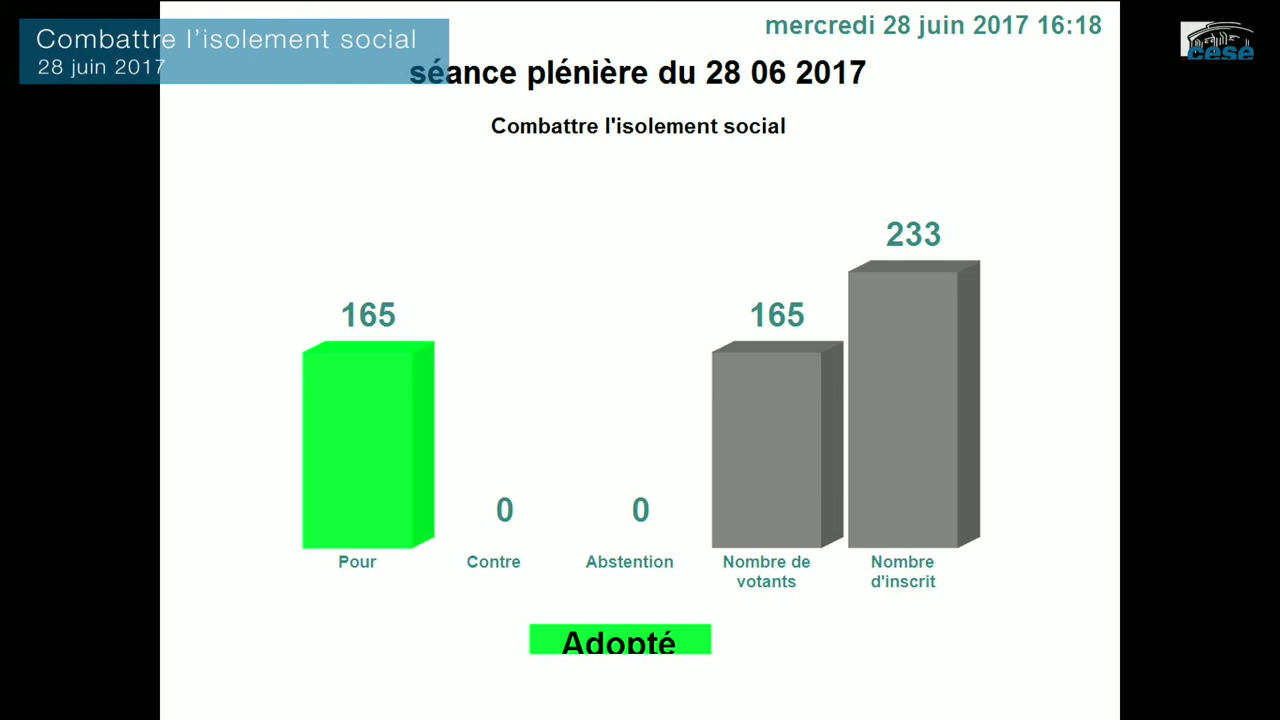 Combattre l'isolement social
28 juin 2017
mercredi 28 juin 2017 16:18
cese
séance plénière du 28 06 2017
Combattre l'isolement social
233
165
165
0
0
Pour
Contre
Abstention
Nombre de
votants
Nombre
d'inscrit
Adopté